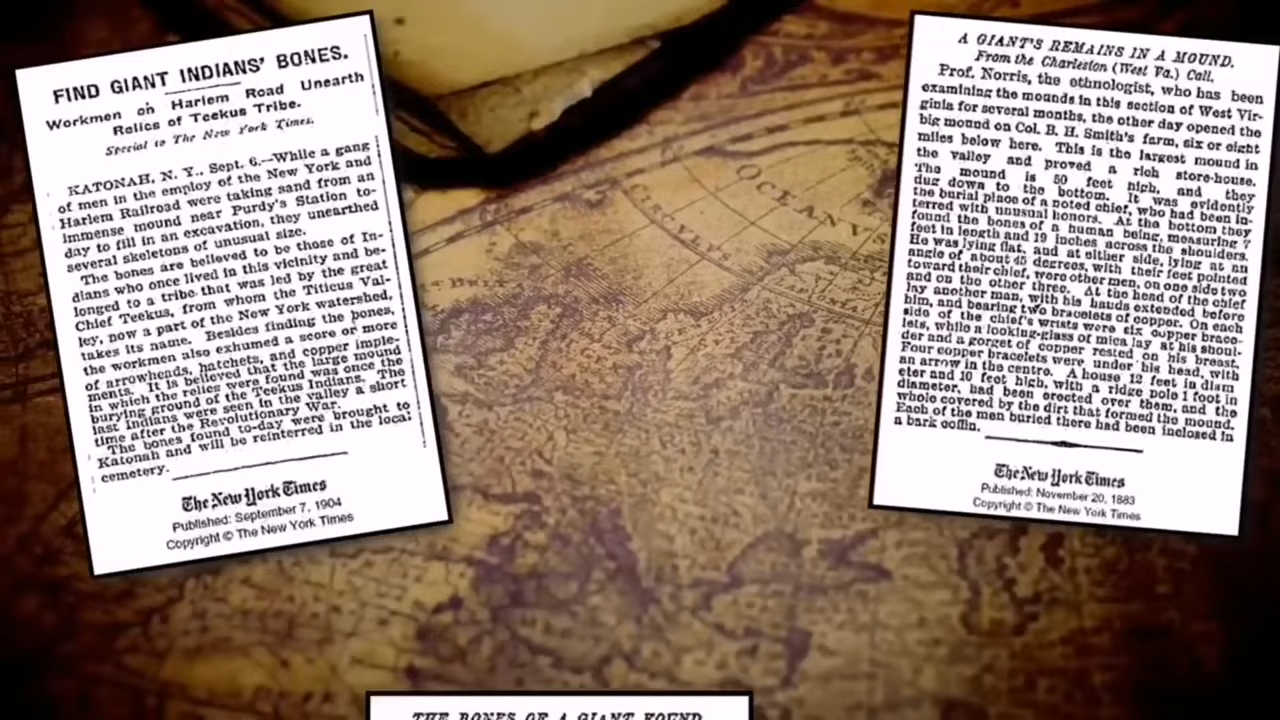 FIND GIANT INDIANS' BONES.
Workmen on Harlem Road Unearth
Relics of Teekus Tribe.
Special to The New York Times.
KATONAH, N. Y., Sept. 6.—While a gang
of men in the employ of the New York and
Harlem Railroad were taking sand from an
immense mound near Purdy's Station to-
day to fill in an excavation, they unearthed
several skeletons of unusual size.
The bones are believed to be those of In-
dians who once lived in this vicinity and be-
longed to a tribe that was led by the great
Chief Teekus, from whom the Titicus Val-
ley, now a part of the New York watershed,
takes its name. Besides finding the bones,
the workmen also exhumed a score or more
of arrowheads, hatchets, and copper imple-
ments. It is believed that the large mound
in which the relics were found was once the
burying ground of the Teekus Indians. The
last Indians were seen in the valley a short
time after the Revolutionary War.
The bones found to-day were brought to
Katonah and will be reinterred in the local
cemetery.
The New York Times
Published: September 7, 1904
Copyright © The New York Times
A GIANT'S REMAINS IN A MOUND.
From the Charleston (West Va.) Call.
Prof. Norris, the ethnologist, who has been
examining the mounds in this section of West Vir-
ginia for several months, the other day opened the
big mound on Col. B. H. Smith's farm, six or eight
miles below here. This is the largest mound in
the valley and proved a rich store-house.
The mound is 50 feet high, and they
dug down to the bottom. It was evidently
the burial place of a noted chief, who had been in-
terred with unusual honors. At the bottom they
found the bones of a human being, measuring 7
feet in length and 19 inches across the shoulders.
He was lying flat, and at either side, lying at an
angle of about 45 degrees, with their feet pointed
toward their chief, were other men, on one side two
and on the other three. At the head of the chief
lay another man, with his hands extended before
him, and bearing two bracelets of copper. On each
side of the chief's wrists were six copper brace-
lets, while a looking-glass of mica lay at his shoul-
der and a gorget of copper rested on his breast.
Four copper bracelets were under his head, with
an arrow in the centre. A house 12 feet in diam
eter and 10 feet high, with a ridge pole 1 foot in
diameter, had been erected over them, and the
whole covered by the dirt that formed the mound.
Each of the men buried there had been inclosed in
a bark coffin.
The New York Times
Published: November 20, 1883
Copyright © The New York Times
OCEANVS
CIRCVLVS
THE BONES OF A GIANT FOUND